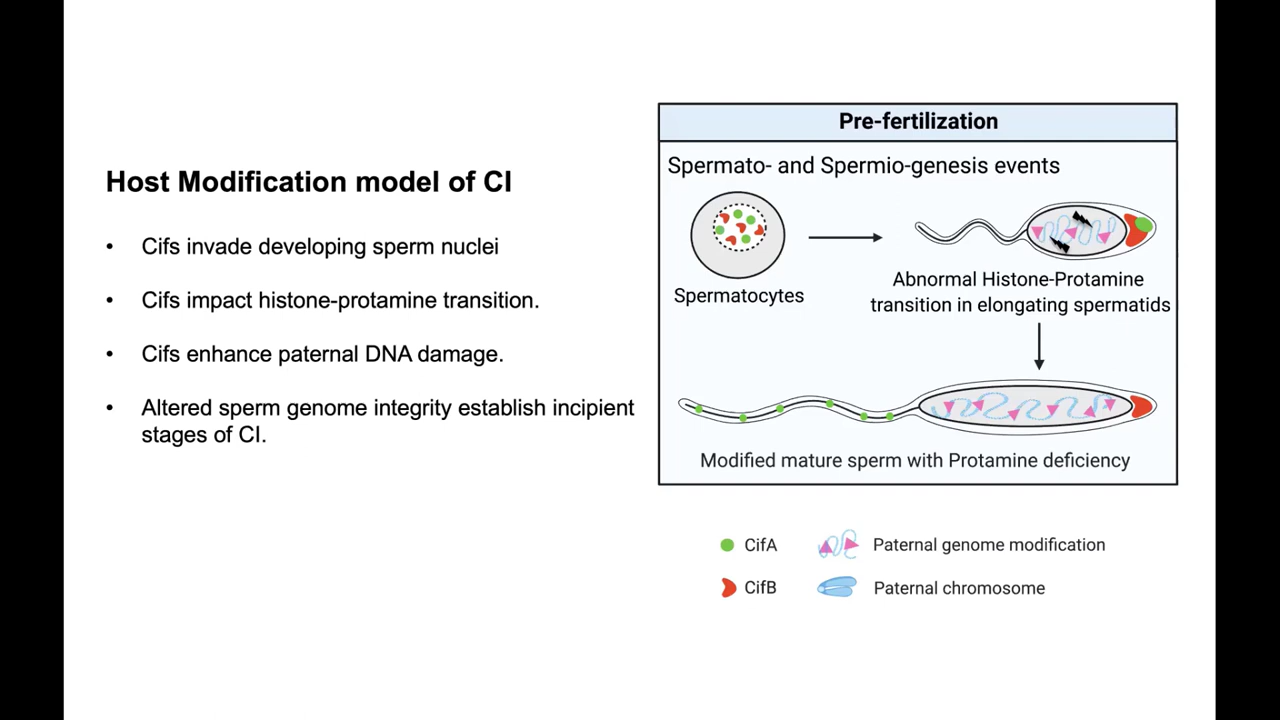 Host Modification model of CI
• Cifs invade developing sperm nuclei
• Cifs impact histone-protamine transition.
• Cifs enhance paternal DNA damage.
• Altered sperm genome integrity establish incipient
stages of CI.
Pre-fertilization
Spermato- and Spermio-genesis events
Spermatocytes
Abnormal Histone-Protamine
transition in elongating spermatids
Modified mature sperm with Protamine deficiency
CifA
Paternal genome modification
CifB
Paternal chromosome